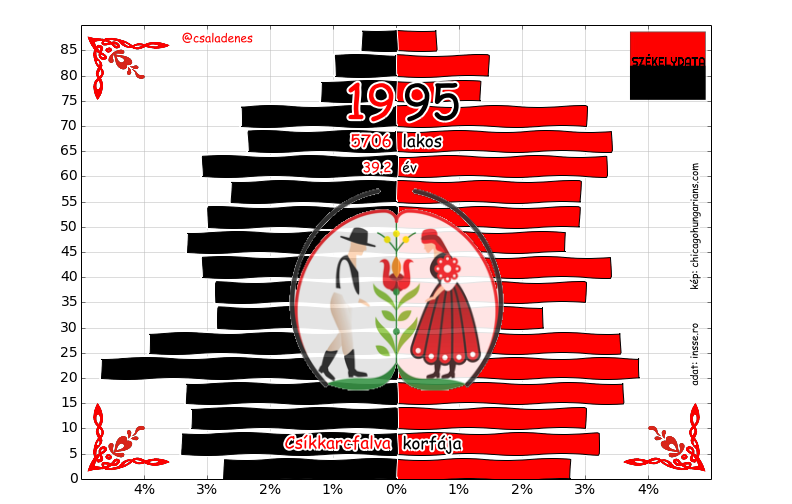 @csaladenes
SZÉKELYDATA
1995
5706 lakos
39.2 év
kép: chicagohungarians.com
adat: insse.ro
Csíkkarcfalva korfája
85
80
75
70
65
60
55
50
45
40
35
30
25
20
15
10
5
0
4% 3% 2% 1% 0% 1% 2% 3% 4%